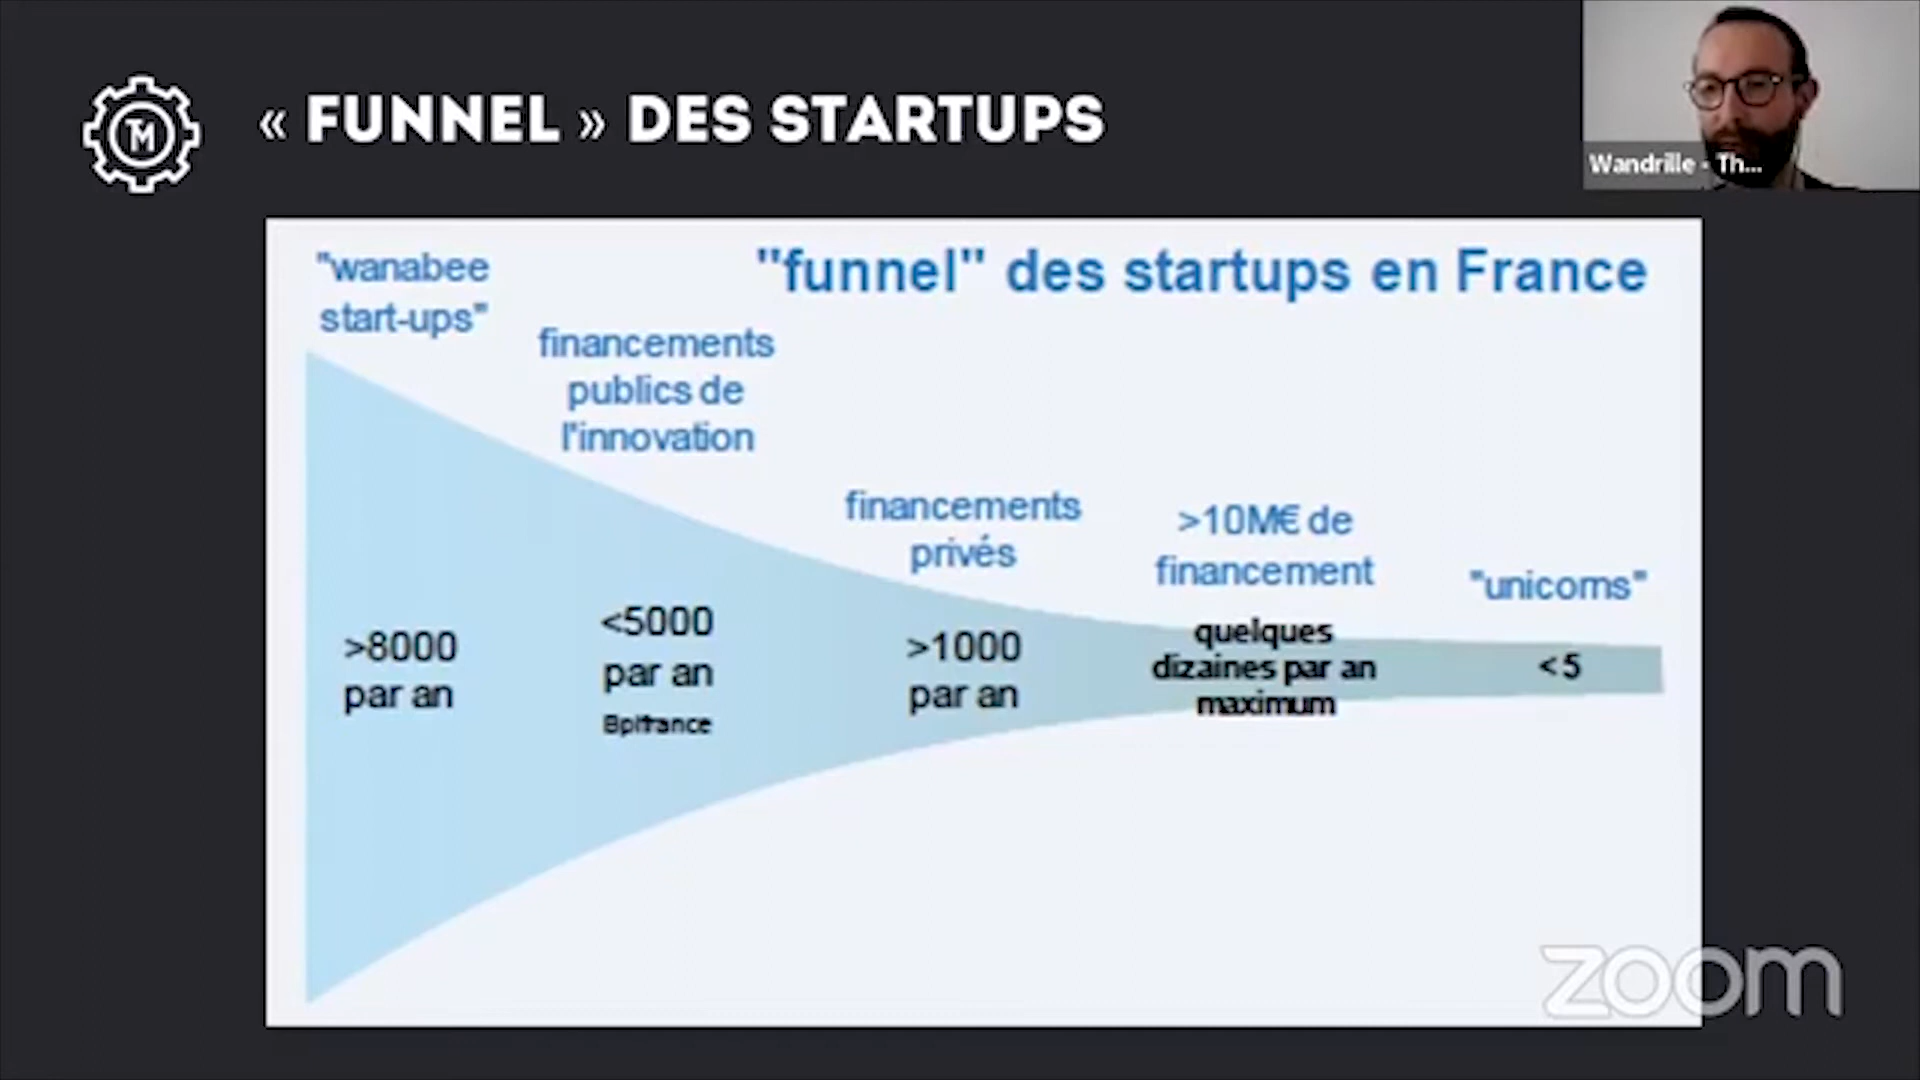 « FUNNEL » DES STARTUPS
TM
Wandrille - Th...
"funnel" des startups en France
"wanabee
start-ups"
financements
publics de
l'innovation
financements
privés
>10M€ de
financement
"unicorns"
>8000
par an
<5000
par an
Bpifrance
>1000
par an
quelques
dizaines par an
maximum
<5
zoom